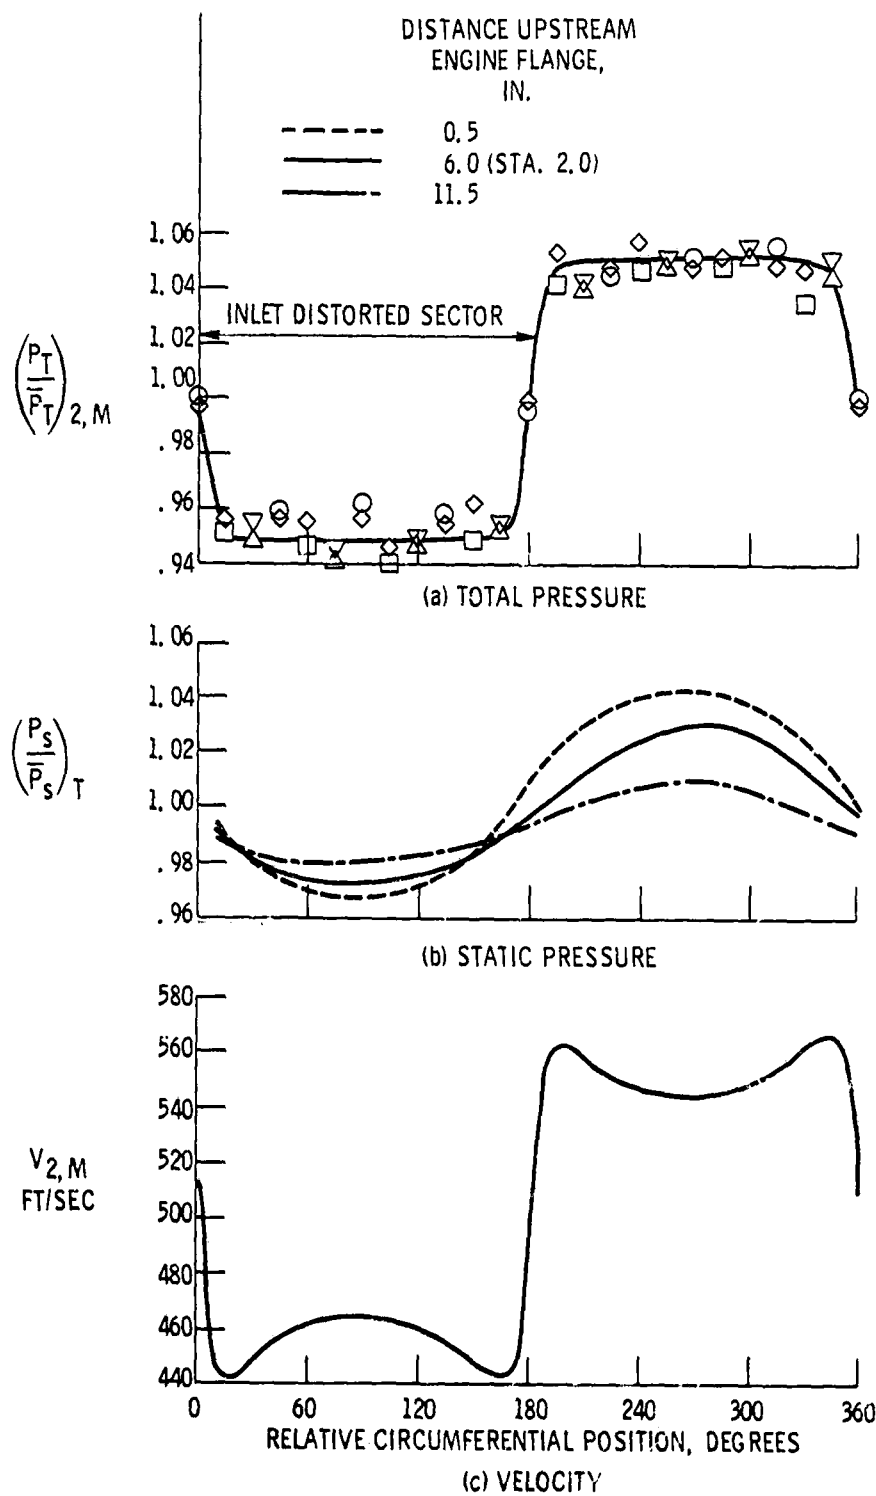 DISTANCE UPSTREAM
ENGINE FLANGE,
IN.
0.5
6.0 (STA. 2.0)
11.5
1.06
1.04
1.02
1.00
.98
.96
.94
INLET DISTORTED SECTOR
(P_T / P̅_T) 2, M
(a) TOTAL PRESSURE
1.06
1.04
1.02
1.00
.98
.96
(P_S / P̅_S) T
(b) STATIC PRESSURE
580
560
540
520
500
480
460
440
V2, M
FT/SEC
0 60 120 180 240 300 360
RELATIVE CIRCUMFERENTIAL POSITION, DEGREES
(c) VELOCITY